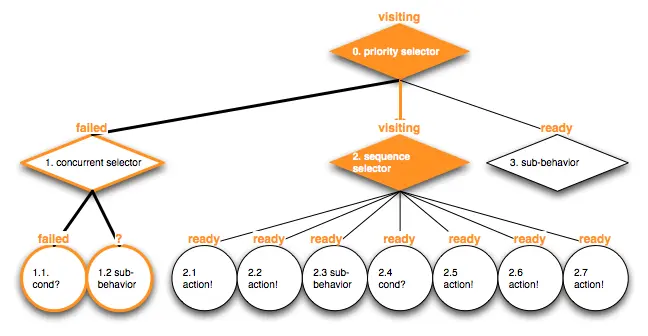 visiting
0. priority selector
failed
visiting
ready
1. concurrent selector
2. sequence
selector
3. sub-behavior
failed
?
ready
ready
ready
ready
ready
ready
ready
1.1.
cond?
1.2 sub-
behavior
2.1
action!
2.2
action!
2.3 sub-
behavior
2.4
cond?
2.5
action!
2.6
action!
2.7
action!